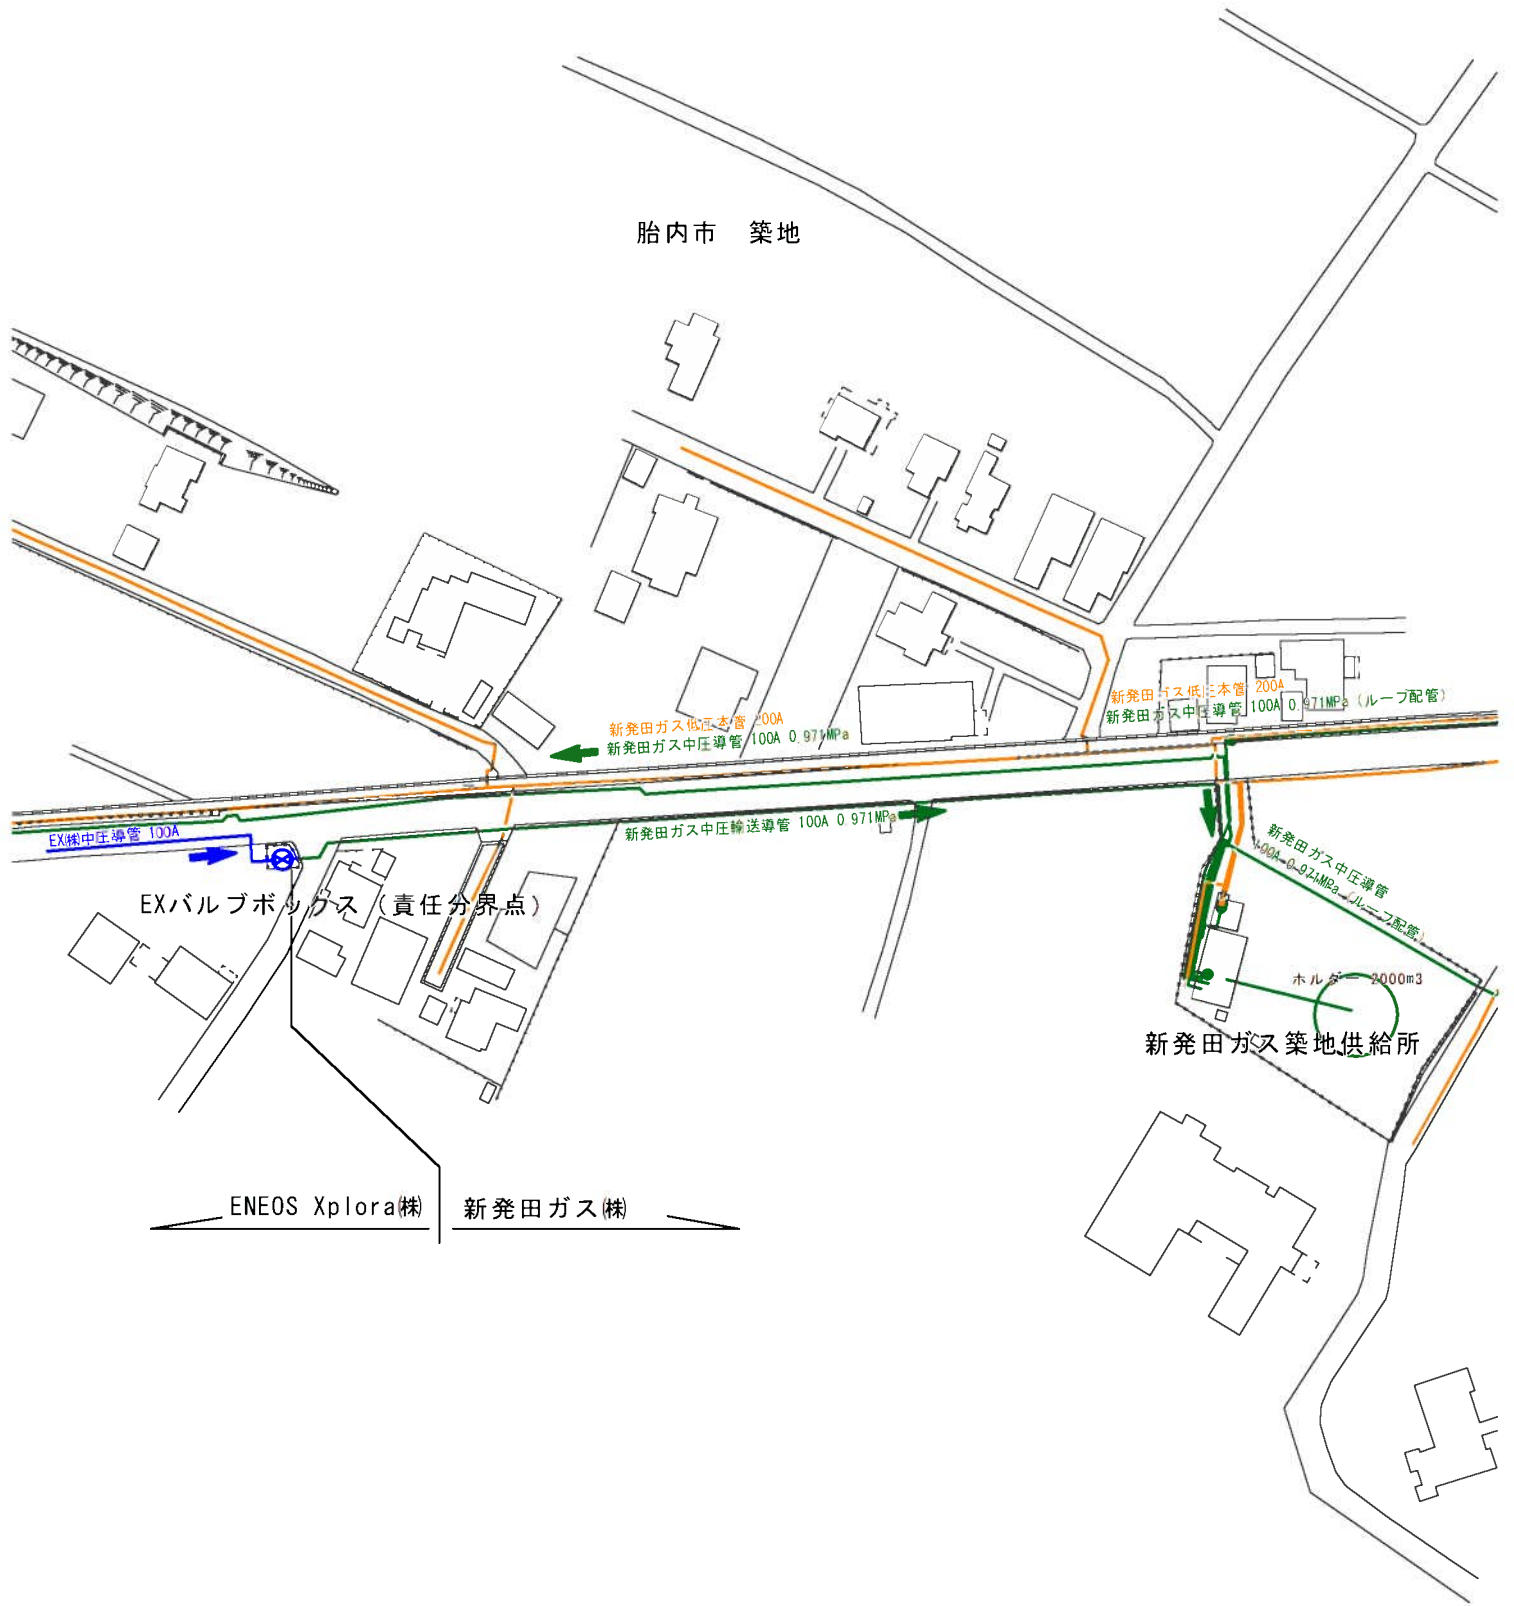 胎内市　築地
新発田ガス低圧本管 200A
新発田ガス中圧導管 100A 0.971MPa（ループ配管）
新発田ガス低圧本管 200A
新発田ガス中圧導管 100A 0.971MPa
EX㈱中圧導管 100A
新発田ガス中圧輸送導管 100A 0.971MPa
新発田ガス中圧導管
100A 0.971MPa（ループ配管）
EXバルブボックス（責任分界点）
ホルダー 2000m3
新発田ガス築地供給所
ENEOS Xplora㈱
新発田ガス㈱